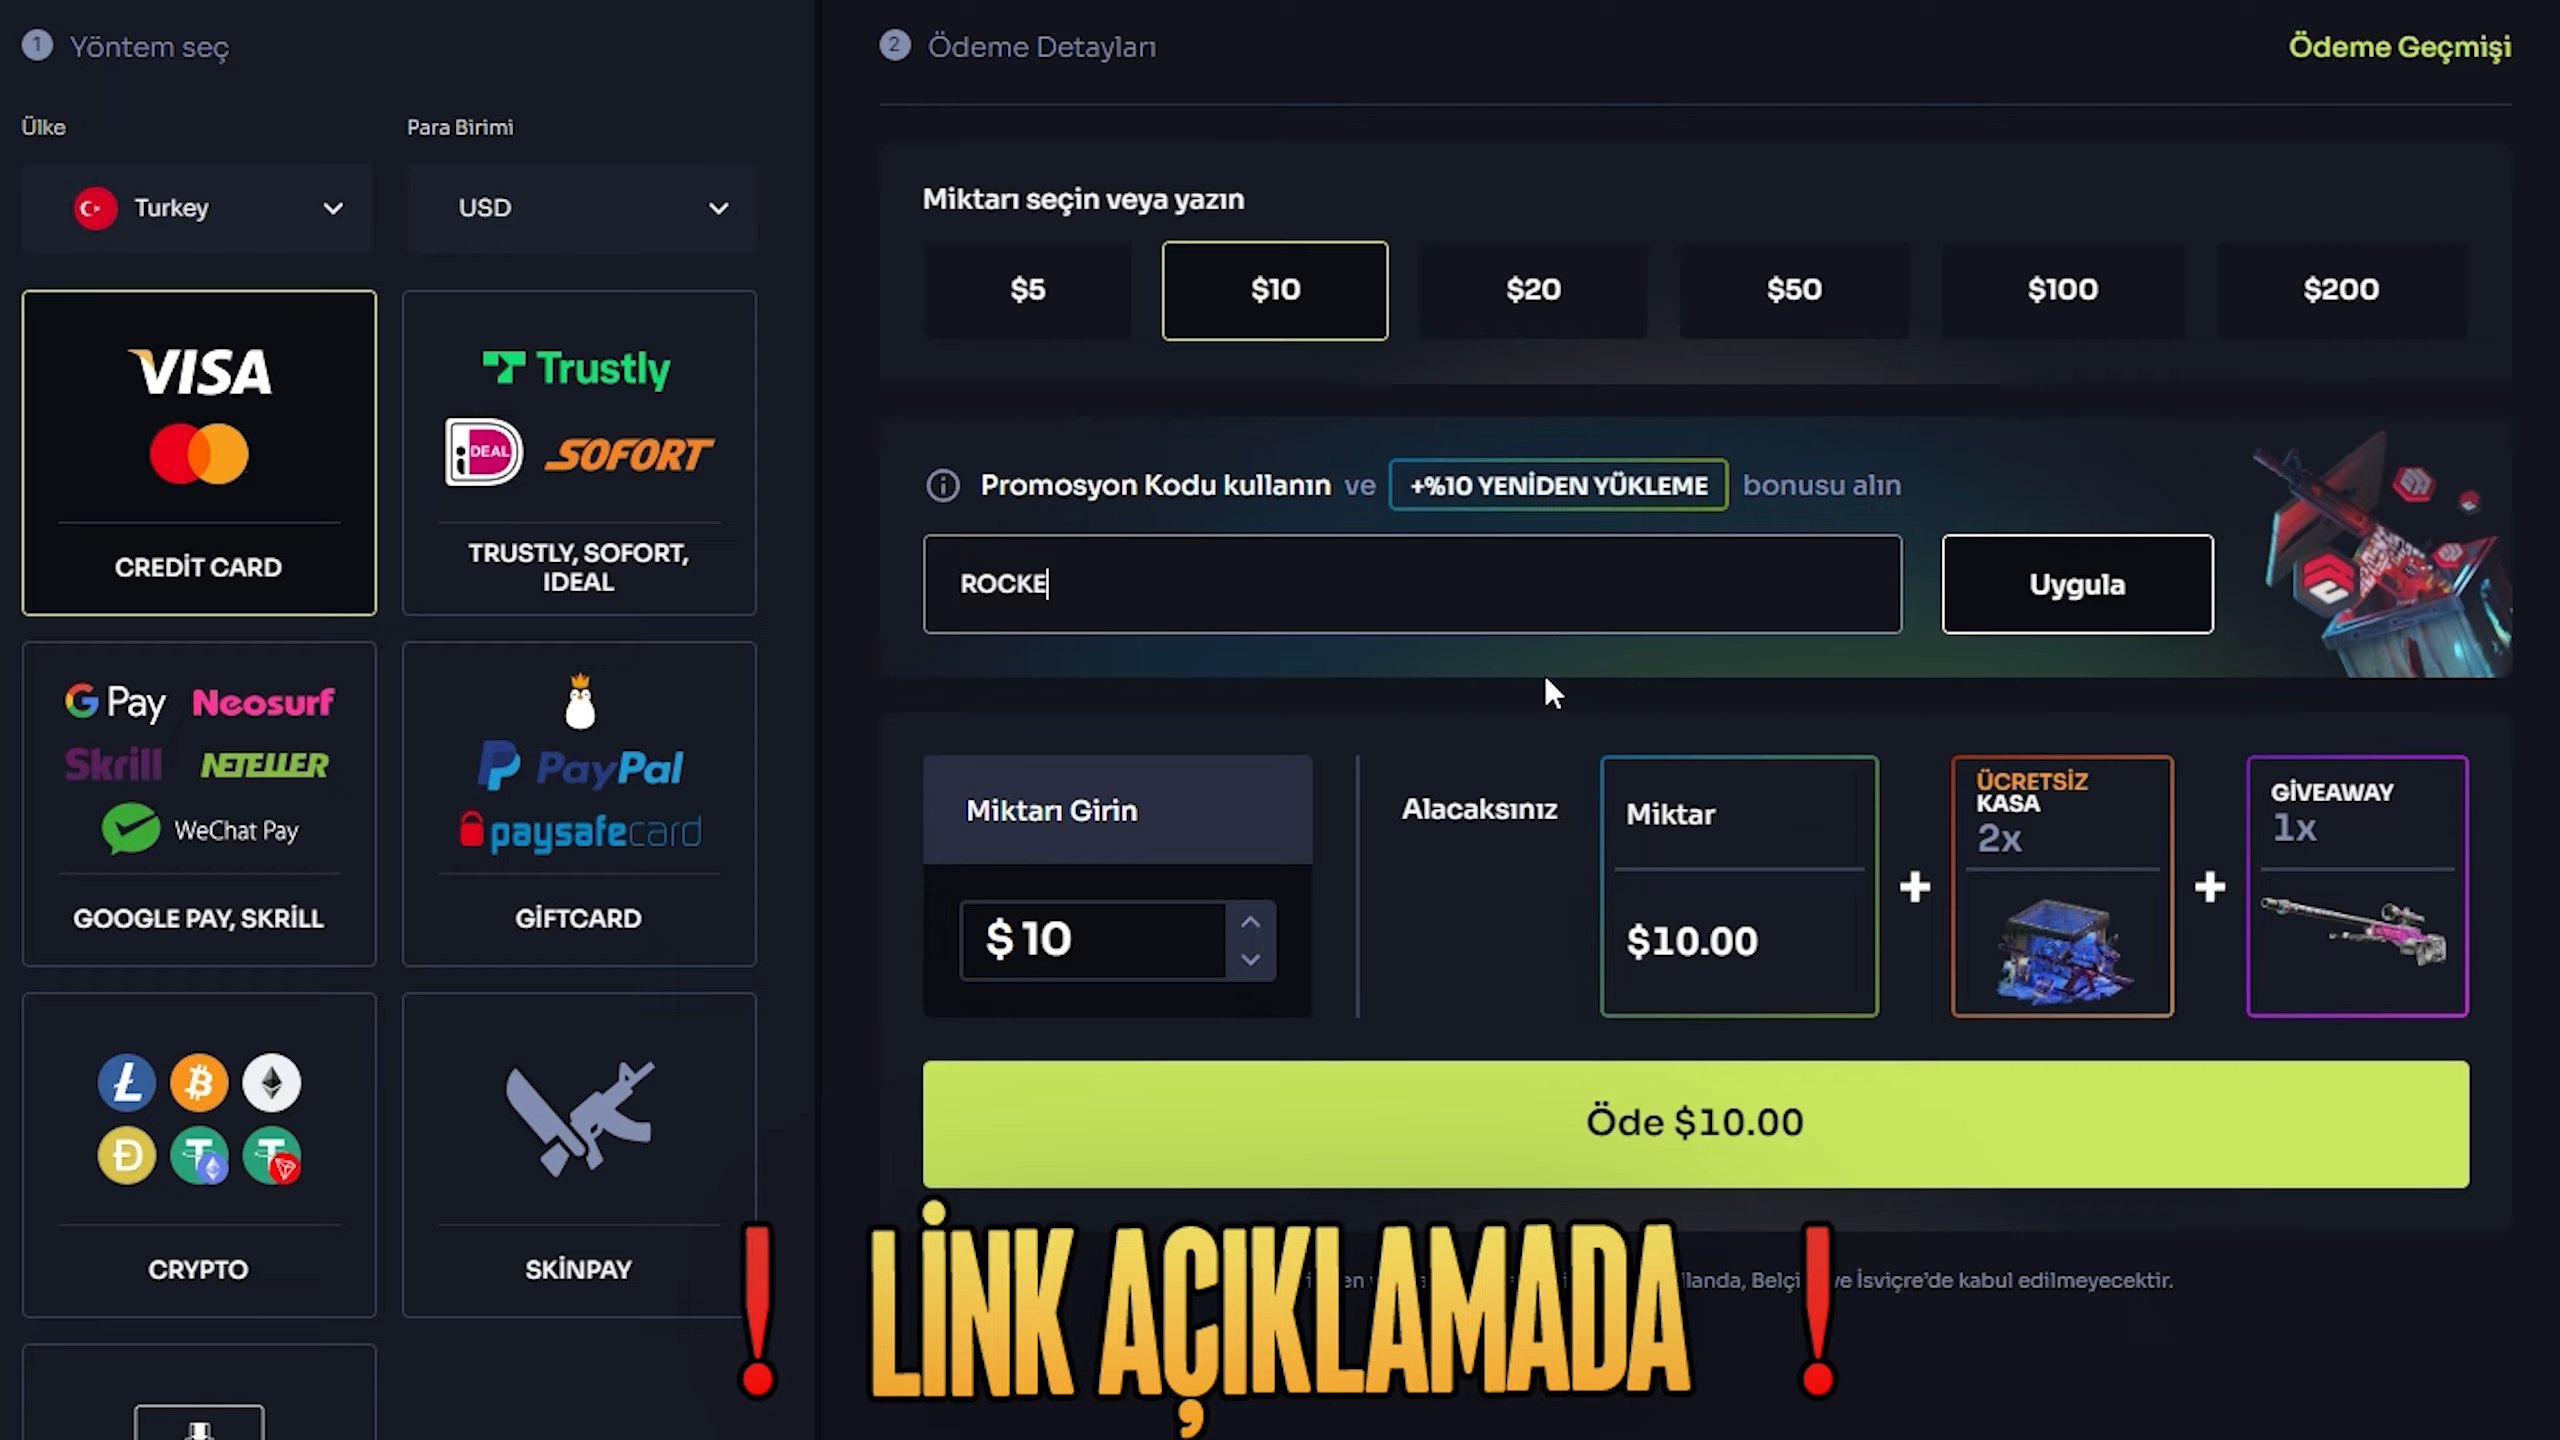 1 Yöntem seç
Ülke
Para Birimi
Turkey
USD
VISA
CREDİT CARD
Trustly
iDEAL
SOFORT
TRUSTLY, SOFORT,
IDEAL
G Pay
Neosurf
Skrill
NETELLER
WeChat Pay
GOOGLE PAY, SKRİLL
PayPal
paysafecard
GİFTCARD
CRYPTO
SKİNPAY
2 Ödeme Detayları
Ödeme Geçmişi
Miktarı seçin veya yazın
$5
$10
$20
$50
$100
$200
Promosyon Kodu kullanın ve +%10 YENİDEN YÜKLEME bonusu alın
ROCKE
Uygula
Miktarı Girin
$ 10
Alacaksınız
Miktar
$10.00
+
ÜCRETSİZ
KASA
2x
+
GİVEAWAY
1x
Öde $10.00
Belçi ve İsviçre'de kabul edilmeyecektir.
❗ LİNK AÇIKLAMADA ❗